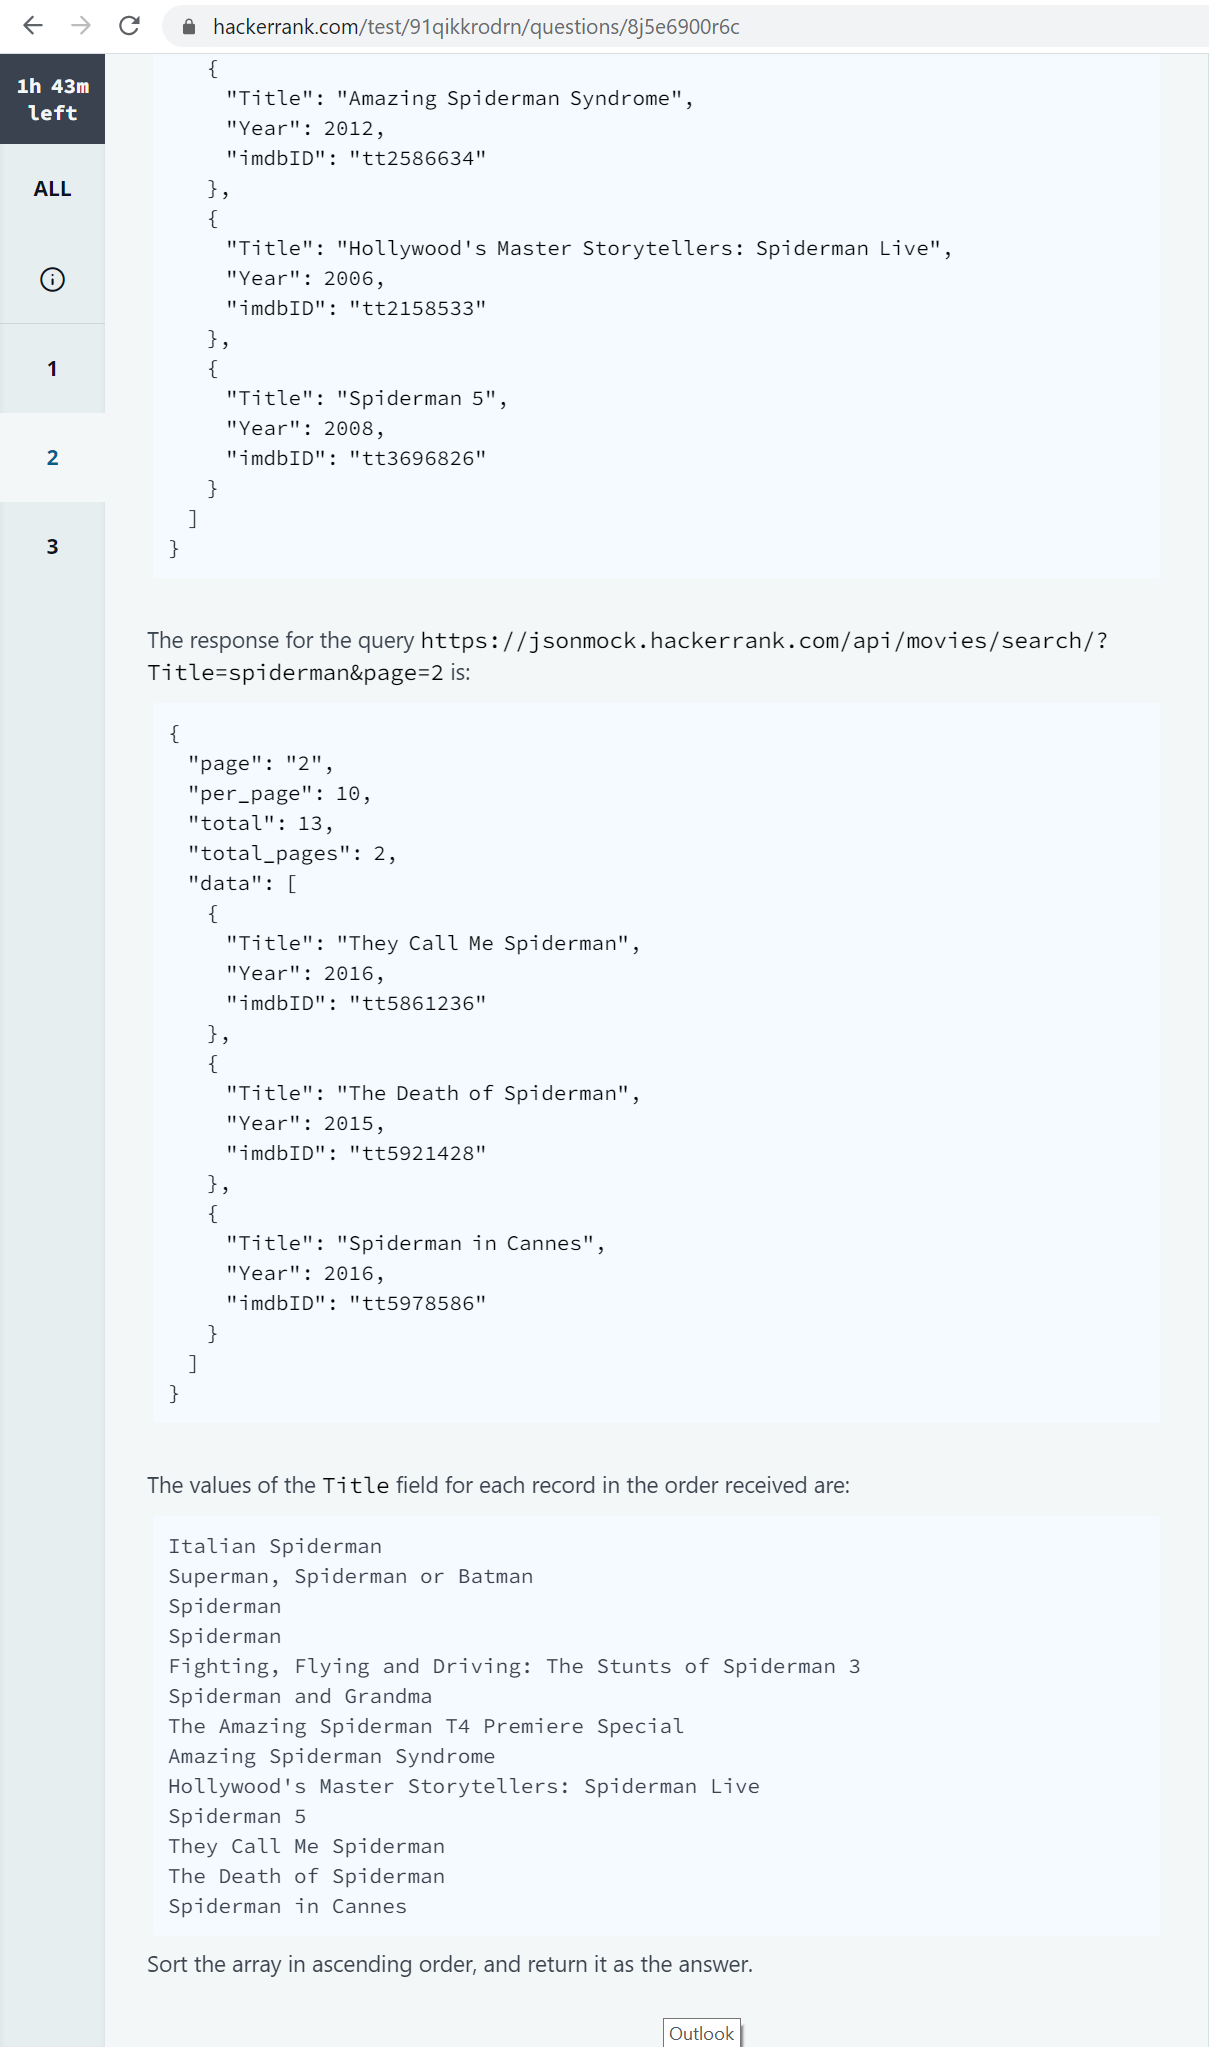 hackerrank.com/test/91qikkrodrn/questions/8j5e6900r6c
1h 43m
left
ALL
1
2
3
{
"Title": "Amazing Spiderman Syndrome",
"Year": 2012,
"imdbID": "tt2586634"
},
{
"Title": "Hollywood's Master Storytellers: Spiderman Live",
"Year": 2006,
"imdbID": "tt2158533"
},
{
"Title": "Spiderman 5",
"Year": 2008,
"imdbID": "tt3696826"
}
]
}
The response for the query https://jsonmock.hackerrank.com/api/movies/search/?
Title=spiderman&page=2 is:
{
"page": "2",
"per_page": 10,
"total": 13,
"total_pages": 2,
"data": [
{
"Title": "They Call Me Spiderman",
"Year": 2016,
"imdbID": "tt5861236"
},
{
"Title": "The Death of Spiderman",
"Year": 2015,
"imdbID": "tt5921428"
},
{
"Title": "Spiderman in Cannes",
"Year": 2016,
"imdbID": "tt5978586"
}
]
}
The values of the Title field for each record in the order received are:
Italian Spiderman
Superman, Spiderman or Batman
Spiderman
Spiderman
Fighting, Flying and Driving: The Stunts of Spiderman 3
Spiderman and Grandma
The Amazing Spiderman T4 Premiere Special
Amazing Spiderman Syndrome
Hollywood's Master Storytellers: Spiderman Live
Spiderman 5
They Call Me Spiderman
The Death of Spiderman
Spiderman in Cannes
Sort the array in ascending order, and return it as the answer.
Outlook